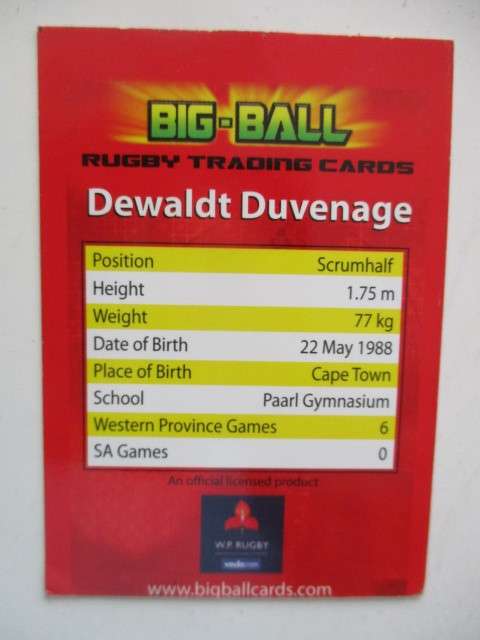 BIG-BALL
RUGBY TRADING CARDS
Dewaldt Duvenage
Position Scrumhalf
Height 1.75 m
Weight 77 kg
Date of Birth 22 May 1988
Place of Birth Cape Town
School Paarl Gymnasium
Western Province Games 6
SA Games 0
An official licensed product
W.P. RUGBY
vodacom
www.bigballcards.com